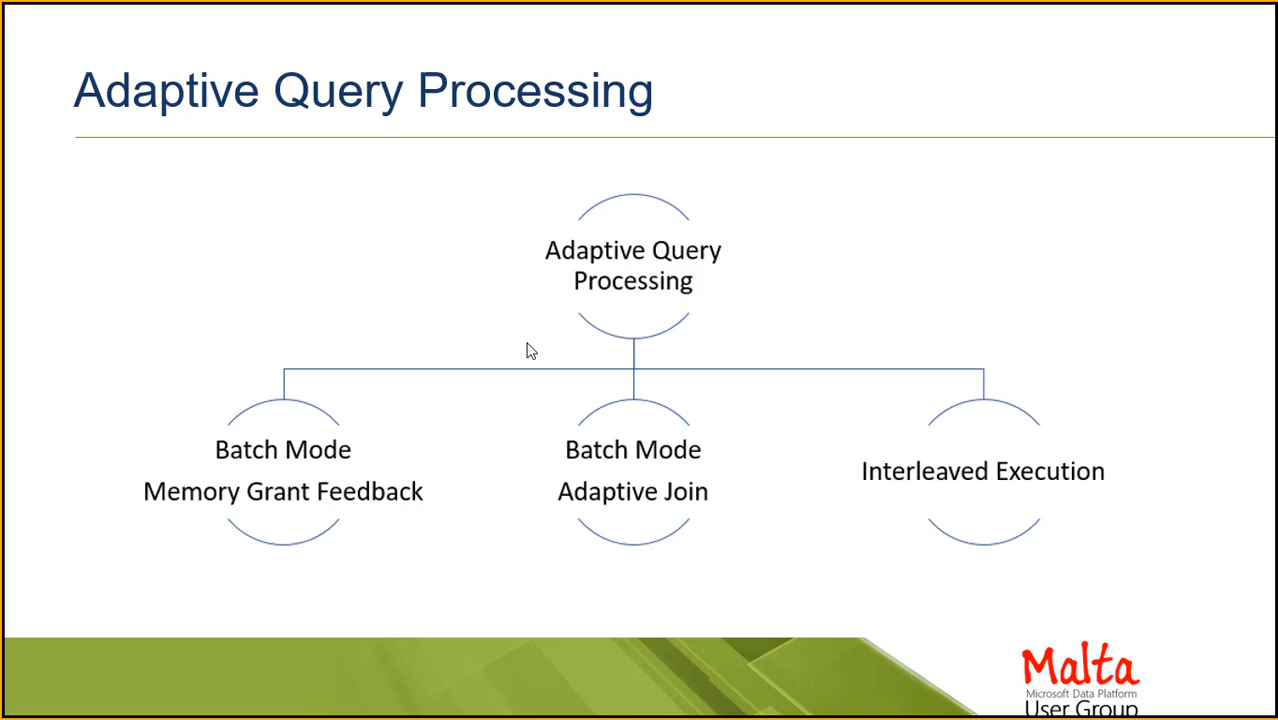 Adaptive Query Processing
Adaptive Query
Processing
Batch Mode
Memory Grant Feedback
Batch Mode
Adaptive Join
Interleaved Execution
Malta
Microsoft Data Platform
User Group